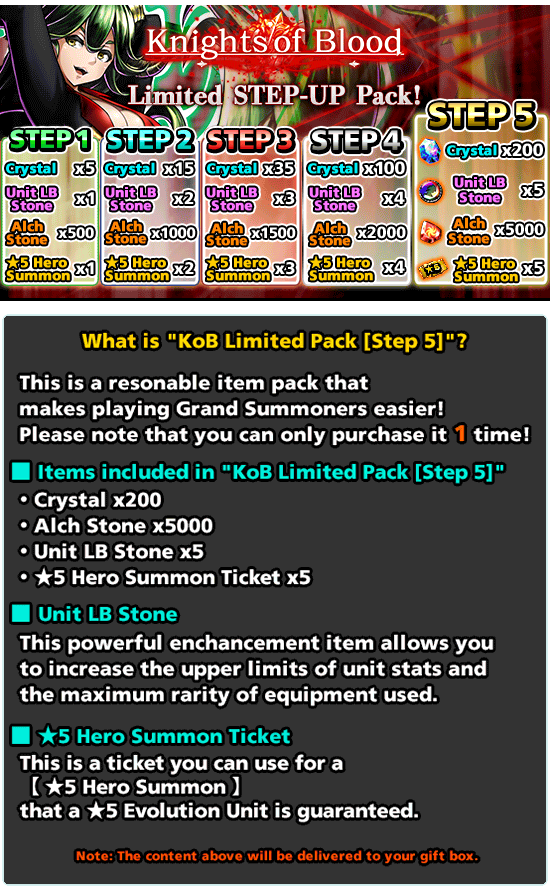 Knights of Blood
Limited STEP-UP Pack!
STEP 1
Crystal x5
Unit LB Stone x1
Alch Stone x500
★5 Hero Summon x1
STEP 2
Crystal x15
Unit LB Stone x2
Alch Stone x1000
★5 Hero Summon x2
STEP 3
Crystal x35
Unit LB Stone x3
Alch Stone x1500
★5 Hero Summon x3
STEP 4
Crystal x100
Unit LB Stone x4
Alch Stone x2000
★5 Hero Summon x4
STEP 5
Crystal x200
Unit LB Stone x5
Alch Stone x5000
★5
★5 Hero Summon x5
What is "KoB Limited Pack [Step 5]"?
This is a resonable item pack that
makes playing Grand Summoners easier!
Please note that you can only purchase it 1 time!
Items included in "KoB Limited Pack [Step 5]"
• Crystal x200
• Alch Stone x5000
• Unit LB Stone x5
• ★5 Hero Summon Ticket x5
Unit LB Stone
This powerful enchancement item allows you
to increase the upper limits of unit stats and
the maximum rarity of equipment used.
★5 Hero Summon Ticket
This is a ticket you can use for a
【 ★5 Hero Summon 】
that a ★5 Evolution Unit is guaranteed.
Note: The content above will be delivered to your gift box.